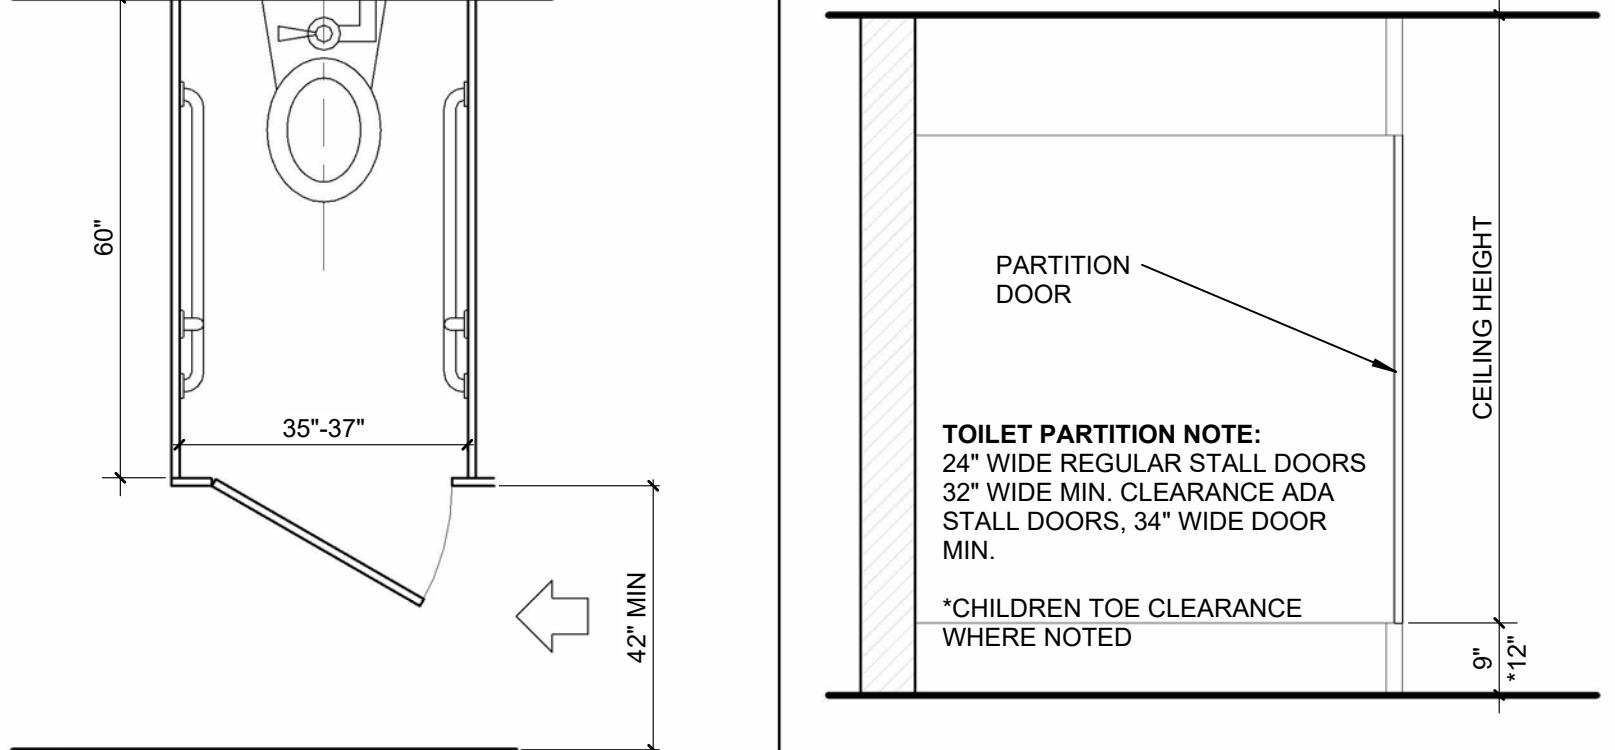 60"
35"-37"
42" MIN
PARTITION
DOOR
TOILET PARTITION NOTE:
24" WIDE REGULAR STALL DOORS
32" WIDE MIN. CLEARANCE ADA
STALL DOORS, 34" WIDE DOOR
MIN.
*CHILDREN TOE CLEARANCE
WHERE NOTED
CEILING HEIGHT
9"
*12"